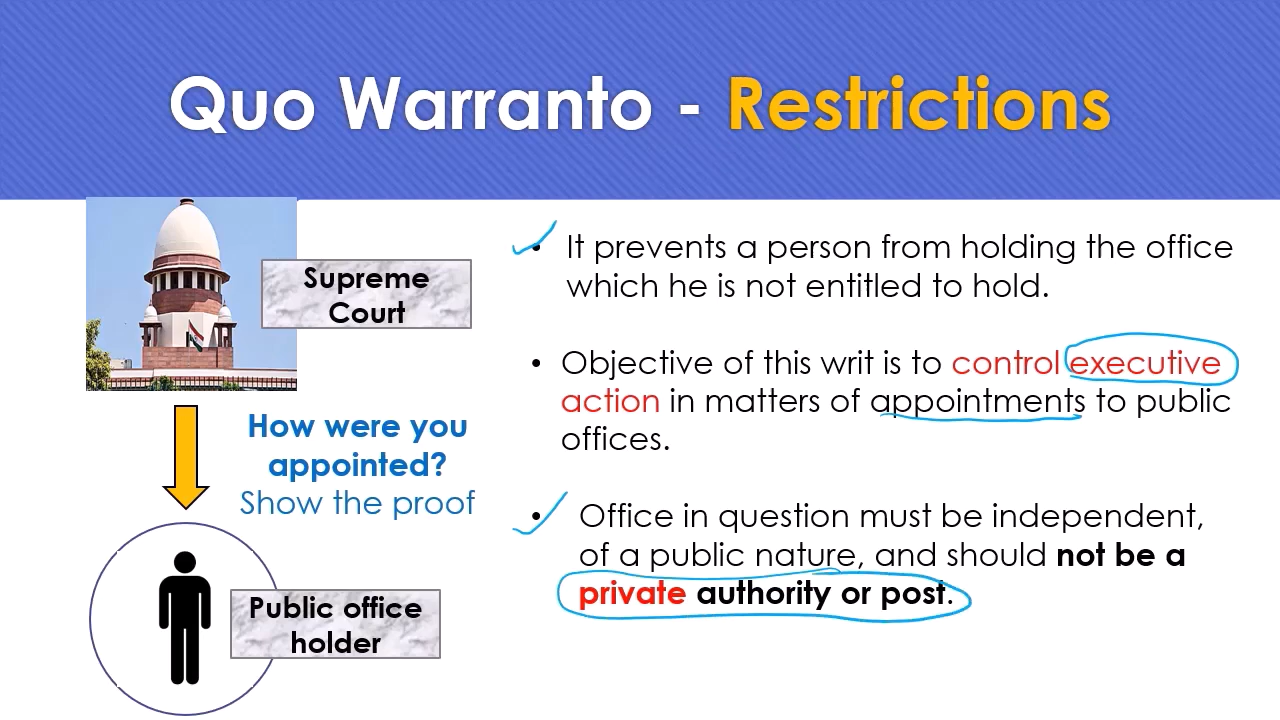 Quo Warranto - Restrictions
Supreme
Court
How were you
appointed?
Show the proof
Public office
holder
• It prevents a person from holding the office
which he is not entitled to hold.
• Objective of this writ is to control executive
action in matters of appointments to public
offices.
• Office in question must be independent,
of a public nature, and should not be a
private authority or post.